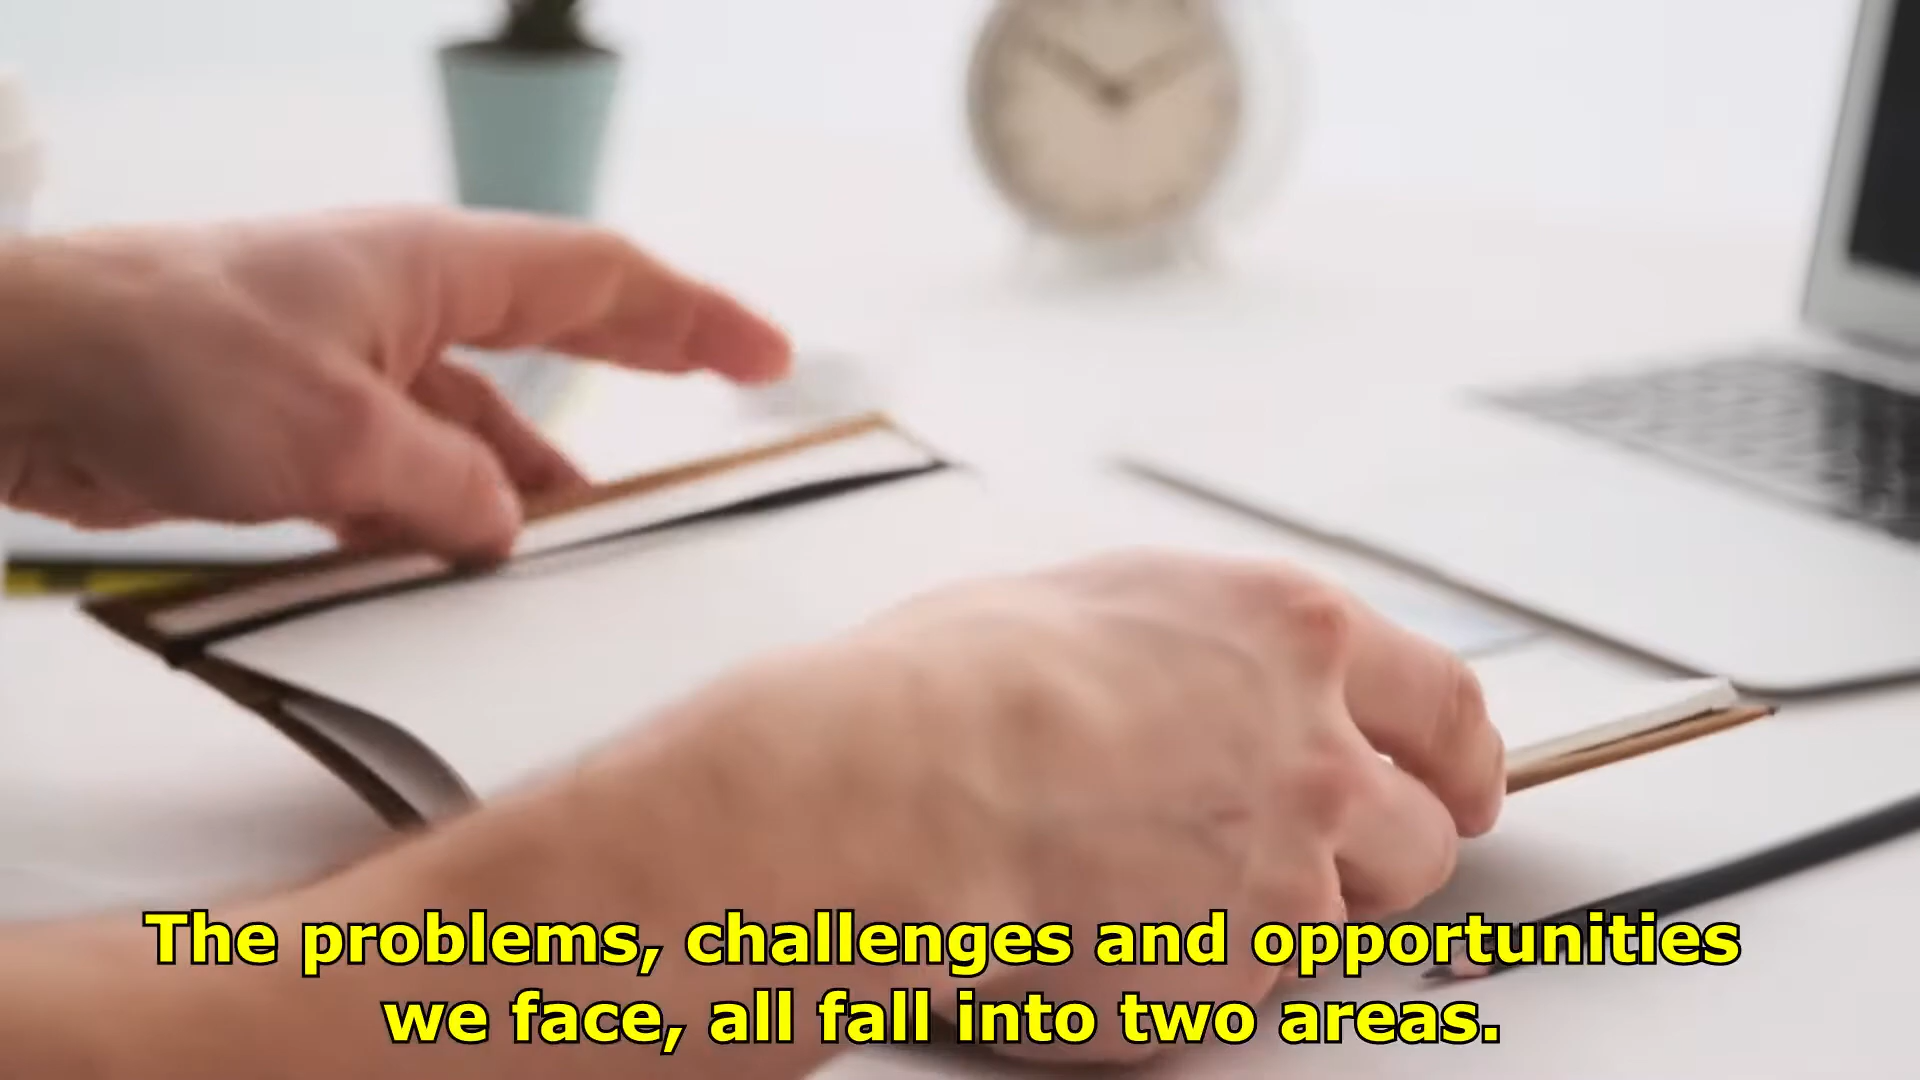 The problems, challenges and opportunities
we face, all fall into two areas.